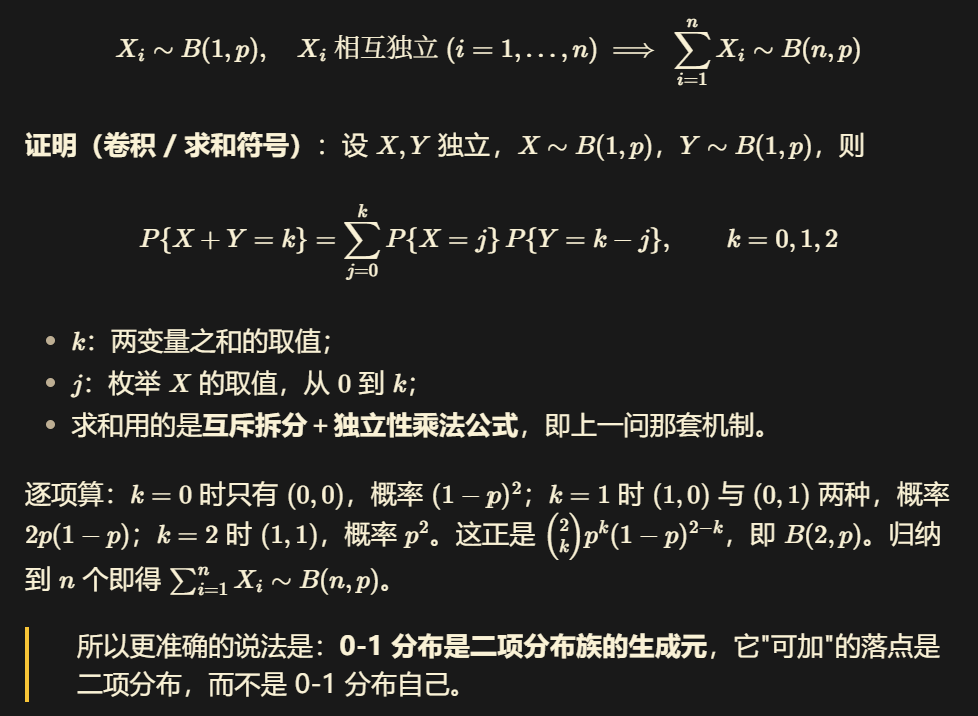 X_i ∼ B(1, p),  X_i 相互独立 (i = 1, …, n) ⟹ ∑_{i=1}^{n} X_i ∼ B(n, p)
证明（卷积 / 求和符号）：设 X, Y 独立，X ∼ B(1, p)，Y ∼ B(1, p)，则
P{X + Y = k} = ∑_{j=0}^{k} P{X = j} P{Y = k − j},  k = 0, 1, 2
• k：两变量之和的取值；
• j：枚举 X 的取值，从 0 到 k；
• 求和用的是互斥拆分 + 独立性乘法公式，即上一问那套机制。
逐项算：k = 0 时只有 (0, 0)，概率 (1 − p)^2；k = 1 时 (1, 0) 与 (0, 1) 两种，概率
2p(1 − p)；k = 2 时 (1, 1)，概率 p^2。这正是 \binom{2}{k} p^k (1 − p)^{2−k}，即 B(2, p)。归纳
到 n 个即得 ∑_{i=1}^{n} X_i ∼ B(n, p)。
所以更准确的说法是：0-1 分布是二项分布族的生成元，它"可加"的落点是
二项分布，而不是 0-1 分布自己。